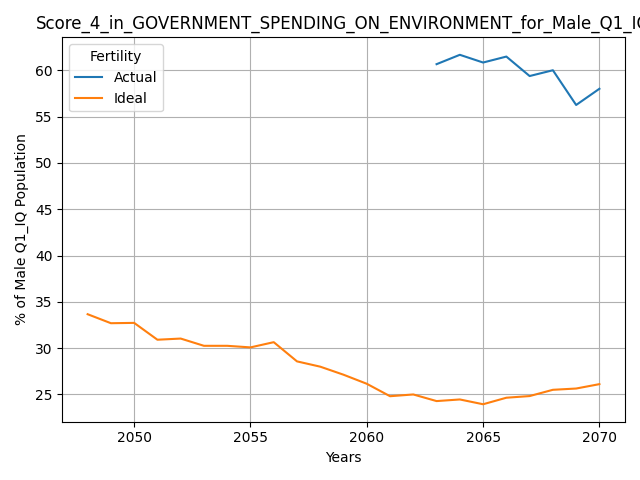 Score_4_in_GOVERNMENT_SPENDING_ON_ENVIRONMENT_for_Male_Q1_IQ
Fertility
Actual
Ideal
60
55
50
45
40
35
30
25
% of Male Q1_IQ Population
2050 2055 2060 2065 2070
Years